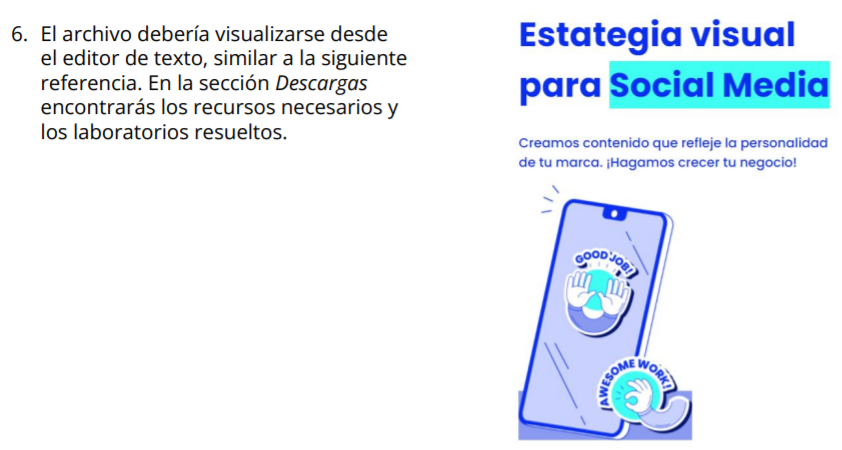 6. El archivo debería visualizarse desde
el editor de texto, similar a la siguiente
referencia. En la sección Descargas
encontrarás los recursos necesarios y
los laboratorios resueltos.
Estategia visual
para Social Media
Creamos contenido que refleje la personalidad
de tu marca. ¡Hagamos crecer tu negocio!
GOOD JOB!
¡AWESOME WORK!